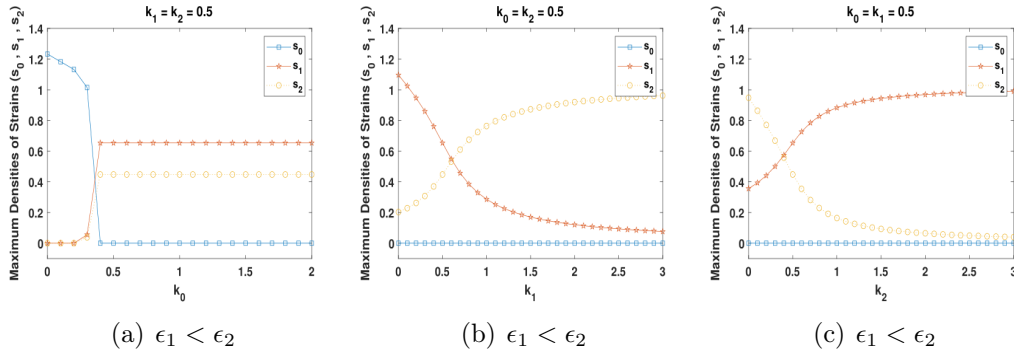 k₁ = k₂ = 0.5
Maximum Densities of Strains (s₀ , s₁ , s₂)
1.4
1.2
1
0.8
0.6
0.4
0.2
0
0 0.5 1 1.5 2
k₀
s₀
s₁
s₂
(a) ϵ₁ < ϵ₂
k₀ = k₂ = 0.5
Maximum Densities of Strains (s₀ , s₁ , s₂)
1.4
1.2
1
0.8
0.6
0.4
0.2
0
0 0.5 1 1.5 2 2.5 3
k₁
s₀
s₁
s₂
(b) ϵ₁ < ϵ₂
k₀ = k₁ = 0.5
Maximum Densities of Strains (s₀ , s₁ , s₂)
1.4
1.2
1
0.8
0.6
0.4
0.2
0
0 0.5 1 1.5 2 2.5 3
k₂
s₀
s₁
s₂
(c) ϵ₁ < ϵ₂